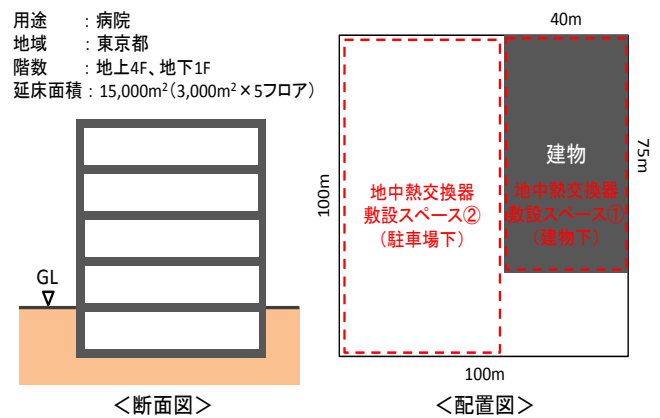 用途　：病院
地域　：東京都
階数　：地上4F、地下1F
延床面積：15,000m²（3,000m²×5フロア）
GL
＜断面図＞
40m
100m
75m
建物
地中熱交換器
敷設スペース①
（建物下）
地中熱交換器
敷設スペース②
（駐車場下）
100m
＜配置図＞